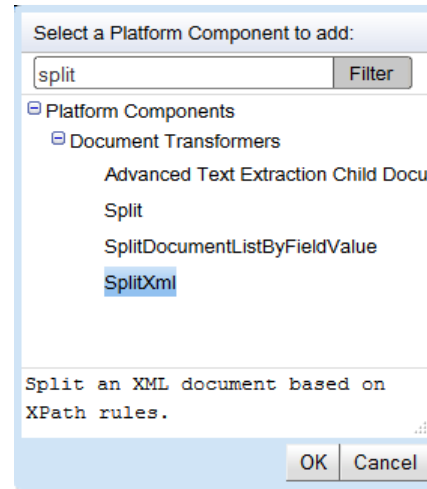 Select a Platform Component to add:
split Filter
Platform Components
Document Transformers
Advanced Text Extraction Child Docu
Split
SplitDocumentListByFieldValue
SplitXml
Split an XML document based on
XPath rules.
OK Cancel